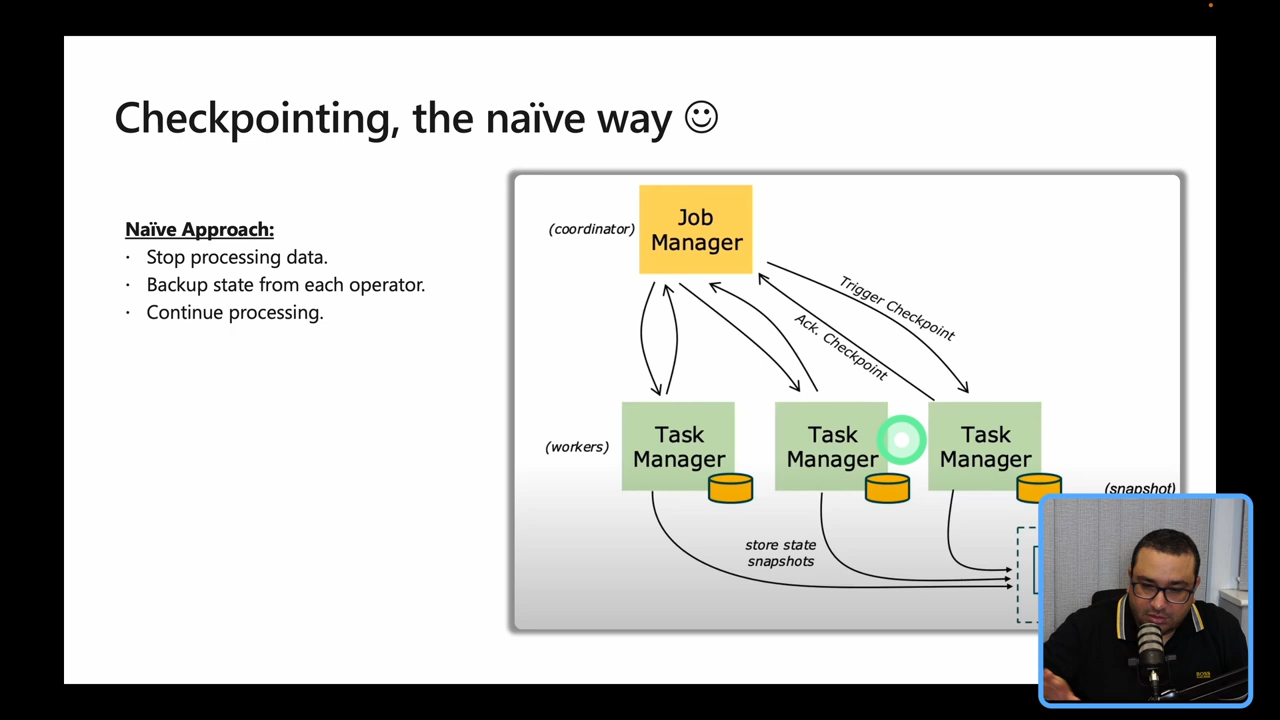 Checkpointing, the naïve way ☺
Naïve Approach:
· Stop processing data.
· Backup state from each operator.
· Continue processing.
(coordinator)
Job
Manager
Trigger Checkpoint
Ack. Checkpoint
(workers)
Task
Manager
Task
Manager
Task
Manager
(snapshot)
store state
snapshots
BOSS